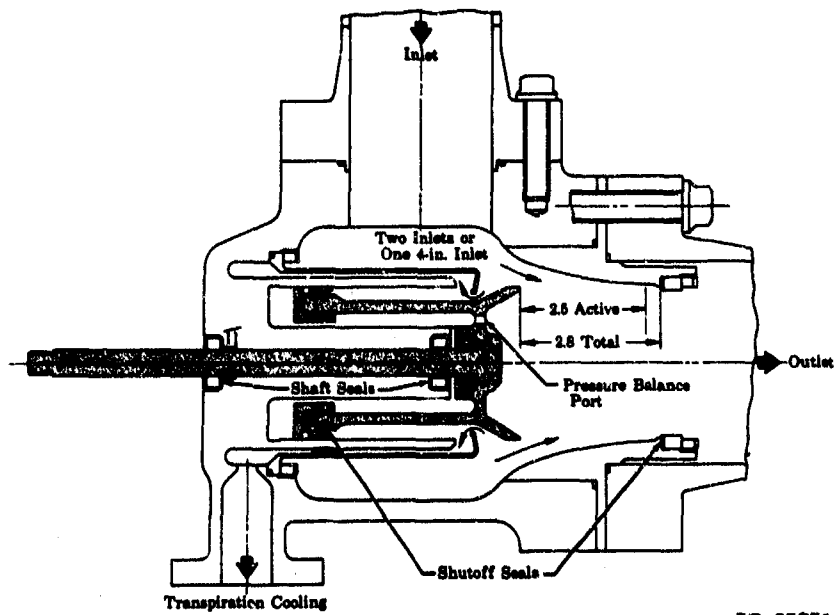 Inlet
Two Inlets or
One 4-in. Inlet
2.5 Active
2.8 Total
Outlet
Shaft Seals
Pressure Balance
Port
Shutoff Seals
Transpiration Cooling